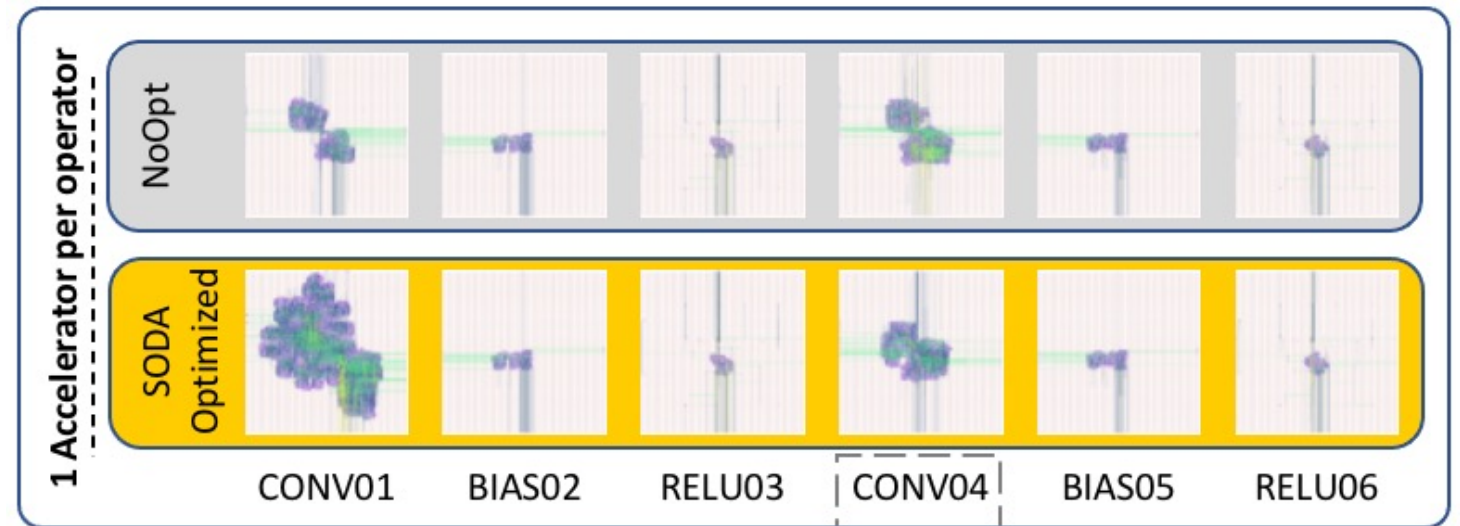 1 Accelerator per operator
NoOpt
SODA
Optimized
CONV01 BIAS02 RELU03 CONV04 BIAS05 RELU06